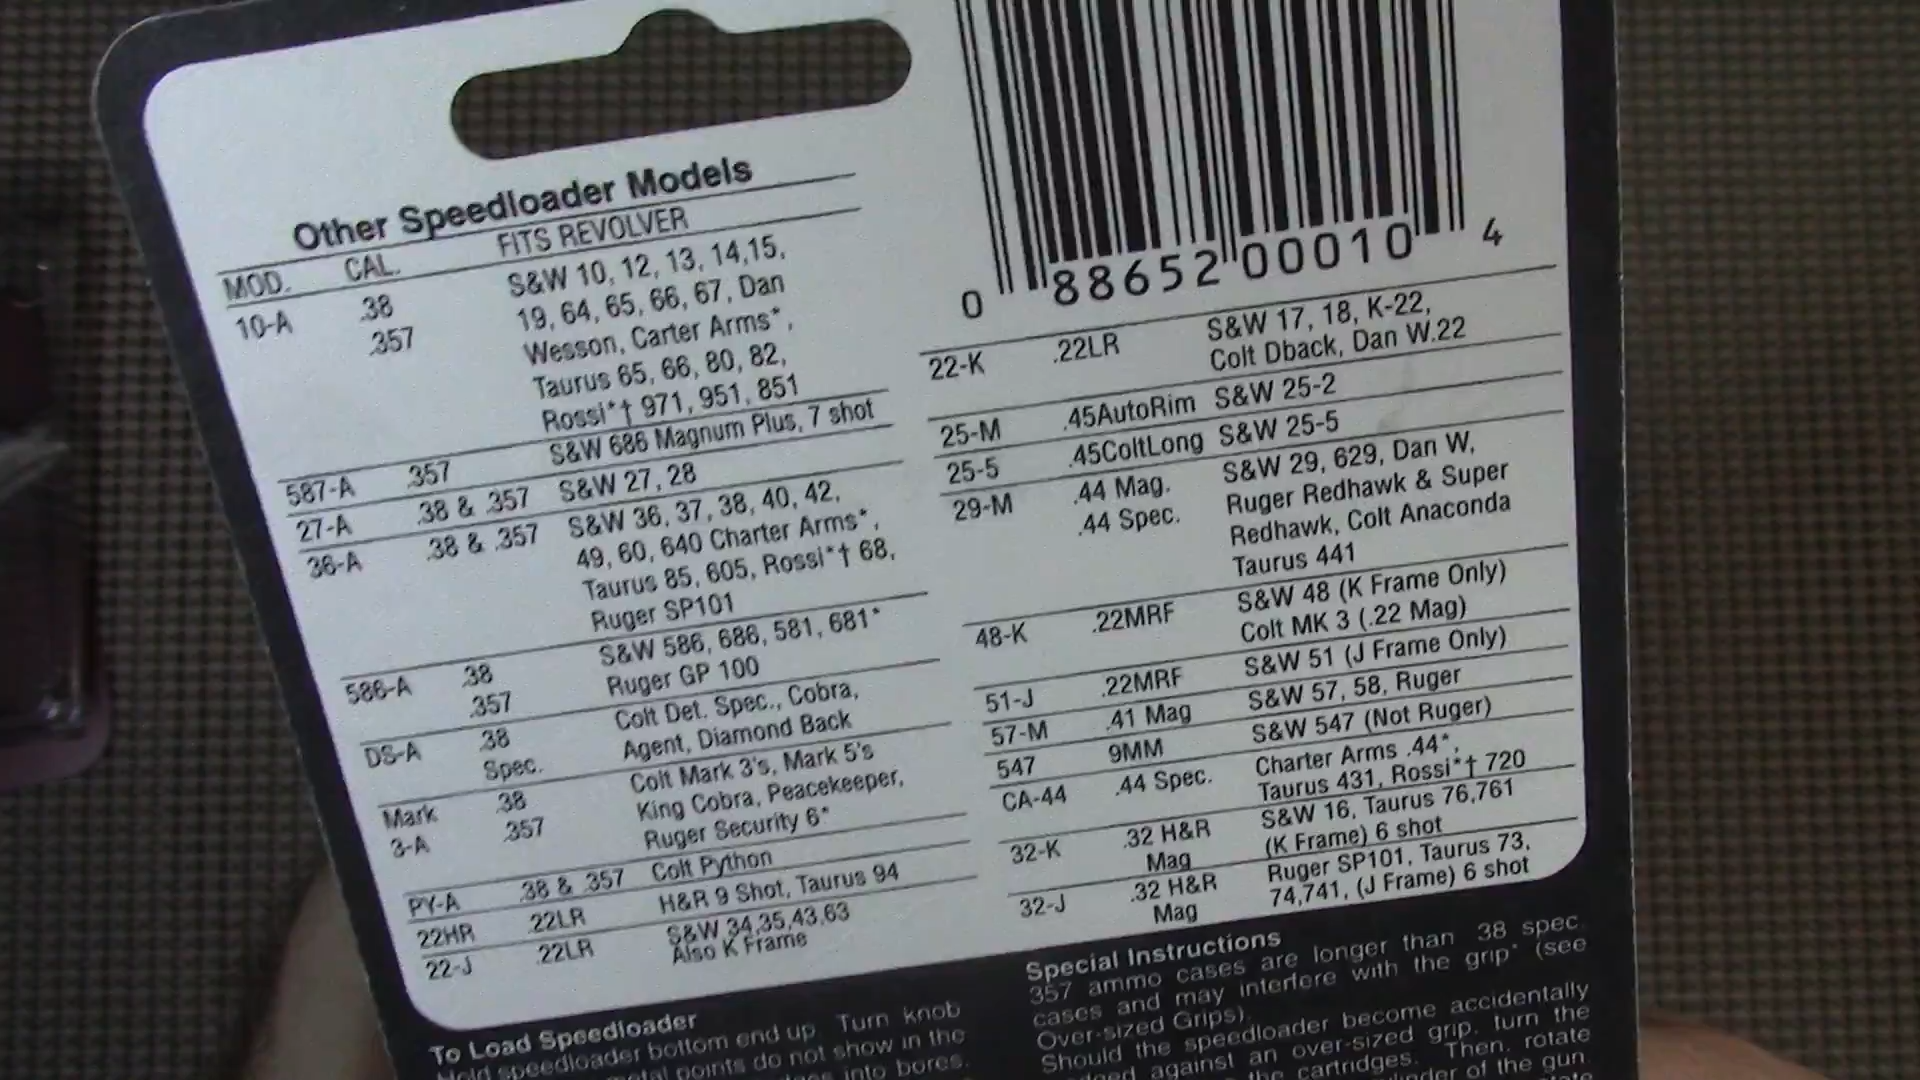 Other Speedloader Models
MOD. CAL. FITS REVOLVER
10-A .38 S&W 10, 12, 13, 14,15,
.357 19, 64, 65, 66, 67, Dan
Wesson, Carter Arms*,
Taurus 65, 66, 80, 82,
Rossi*† 971, 951, 851
587-A .357 S&W 686 Magnum Plus, 7 shot
27-A .38 & .357 S&W 27, 28
36-A .38 & .357 S&W 36, 37, 38, 40, 42,
49, 60, 640 Charter Arms*,
Taurus 85, 605, Rossi*† 68,
Ruger SP101
586-A .38 S&W 586, 686, 581, 681*
.357 Ruger GP 100
DS-A .38 Colt Det. Spec., Cobra,
Spec. Agent, Diamond Back
Mark .38 Colt Mark 3's, Mark 5's
3-A .357 King Cobra, Peacekeeper,
Ruger Security 6*
PY-A .38 & .357 Colt Python
22HR .22LR H&R 9 Shot, Taurus 94
22-J .22LR S&W 34,35,43,63
Also K Frame
0 88652 00010 4
22-K .22LR S&W 17, 18, K-22,
Colt Dback, Dan W.22
25-M .45AutoRim S&W 25-2
25-5 .45ColtLong S&W 25-5
29-M .44 Mag. S&W 29, 629, Dan W,
.44 Spec. Ruger Redhawk & Super
Redhawk, Colt Anaconda
Taurus 441
48-K .22MRF S&W 48 (K Frame Only)
Colt MK 3 (.22 Mag)
51-J .22MRF S&W 51 (J Frame Only)
57-M .41 Mag S&W 57, 58, Ruger
547 9MM S&W 547 (Not Ruger)
CA-44 .44 Spec. Charter Arms .44*,
Taurus 431, Rossi*† 720
32-K .32 H&R S&W 16, Taurus 76,761
Mag (K Frame) 6 shot
32-J .32 H&R Ruger SP101, Taurus 73,
Mag 74,741, (J Frame) 6 shot
To Load Speedloader
Hold speedloader bottom end up. Turn knob
points do not show in the
into bores.
Special Instructions
357 ammo cases are longer than 38 spec.
cases and may interfere with the grip* (see
Over-sized Grips).
Should the speedloader become accidentally
against an over-sized grip, turn the
the cartridges. Then, rotate
of the gun.